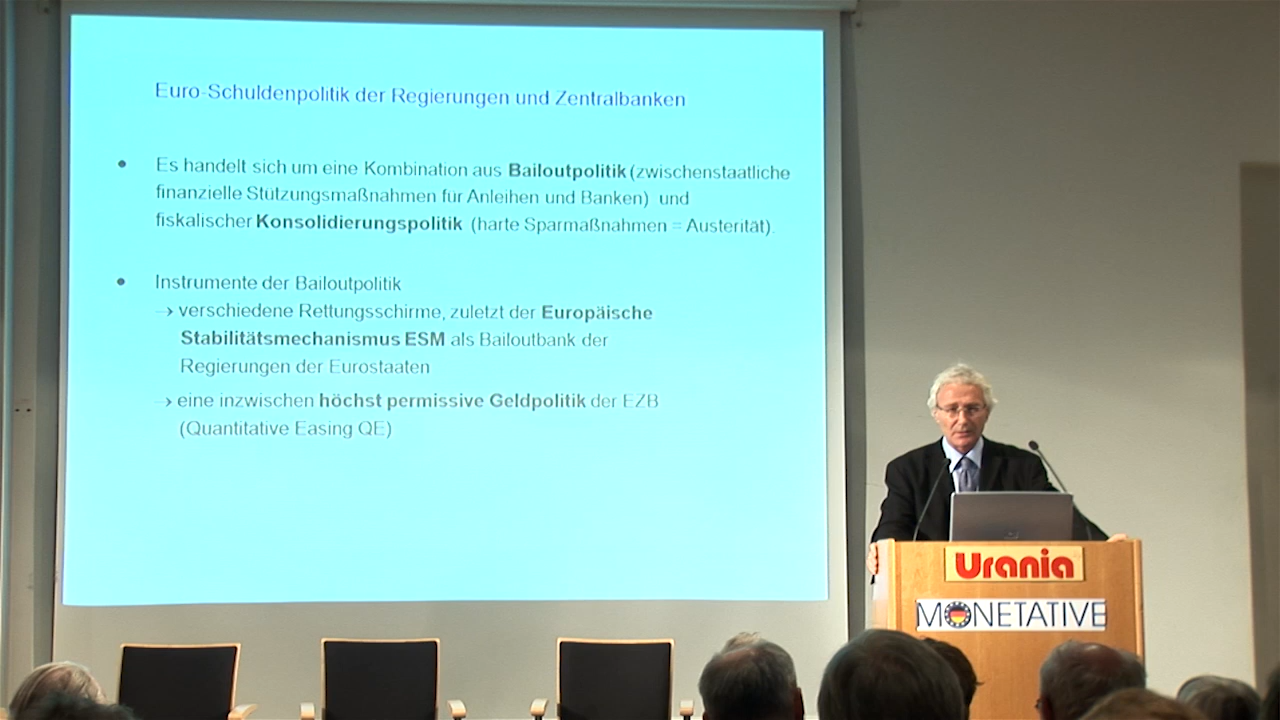 Euro-Schuldenpolitik der Regierungen und Zentralbanken
• Es handelt sich um eine Kombination aus Bailoutpolitik (zwischenstaatliche
finanzielle Stützungsmaßnahmen für Anleihen und Banken) und
fiskalischer Konsolidierungspolitik (harte Sparmaßnahmen = Austerität).
• Instrumente der Bailoutpolitik
→ verschiedene Rettungsschirme, zuletzt der Europäische
Stabilitätsmechanismus ESM als Bailoutbank der
Regierungen der Eurostaaten
→ eine inzwischen höchst permissive Geldpolitik der EZB
(Quantitative Easing QE)
Urania
MONETATIVE